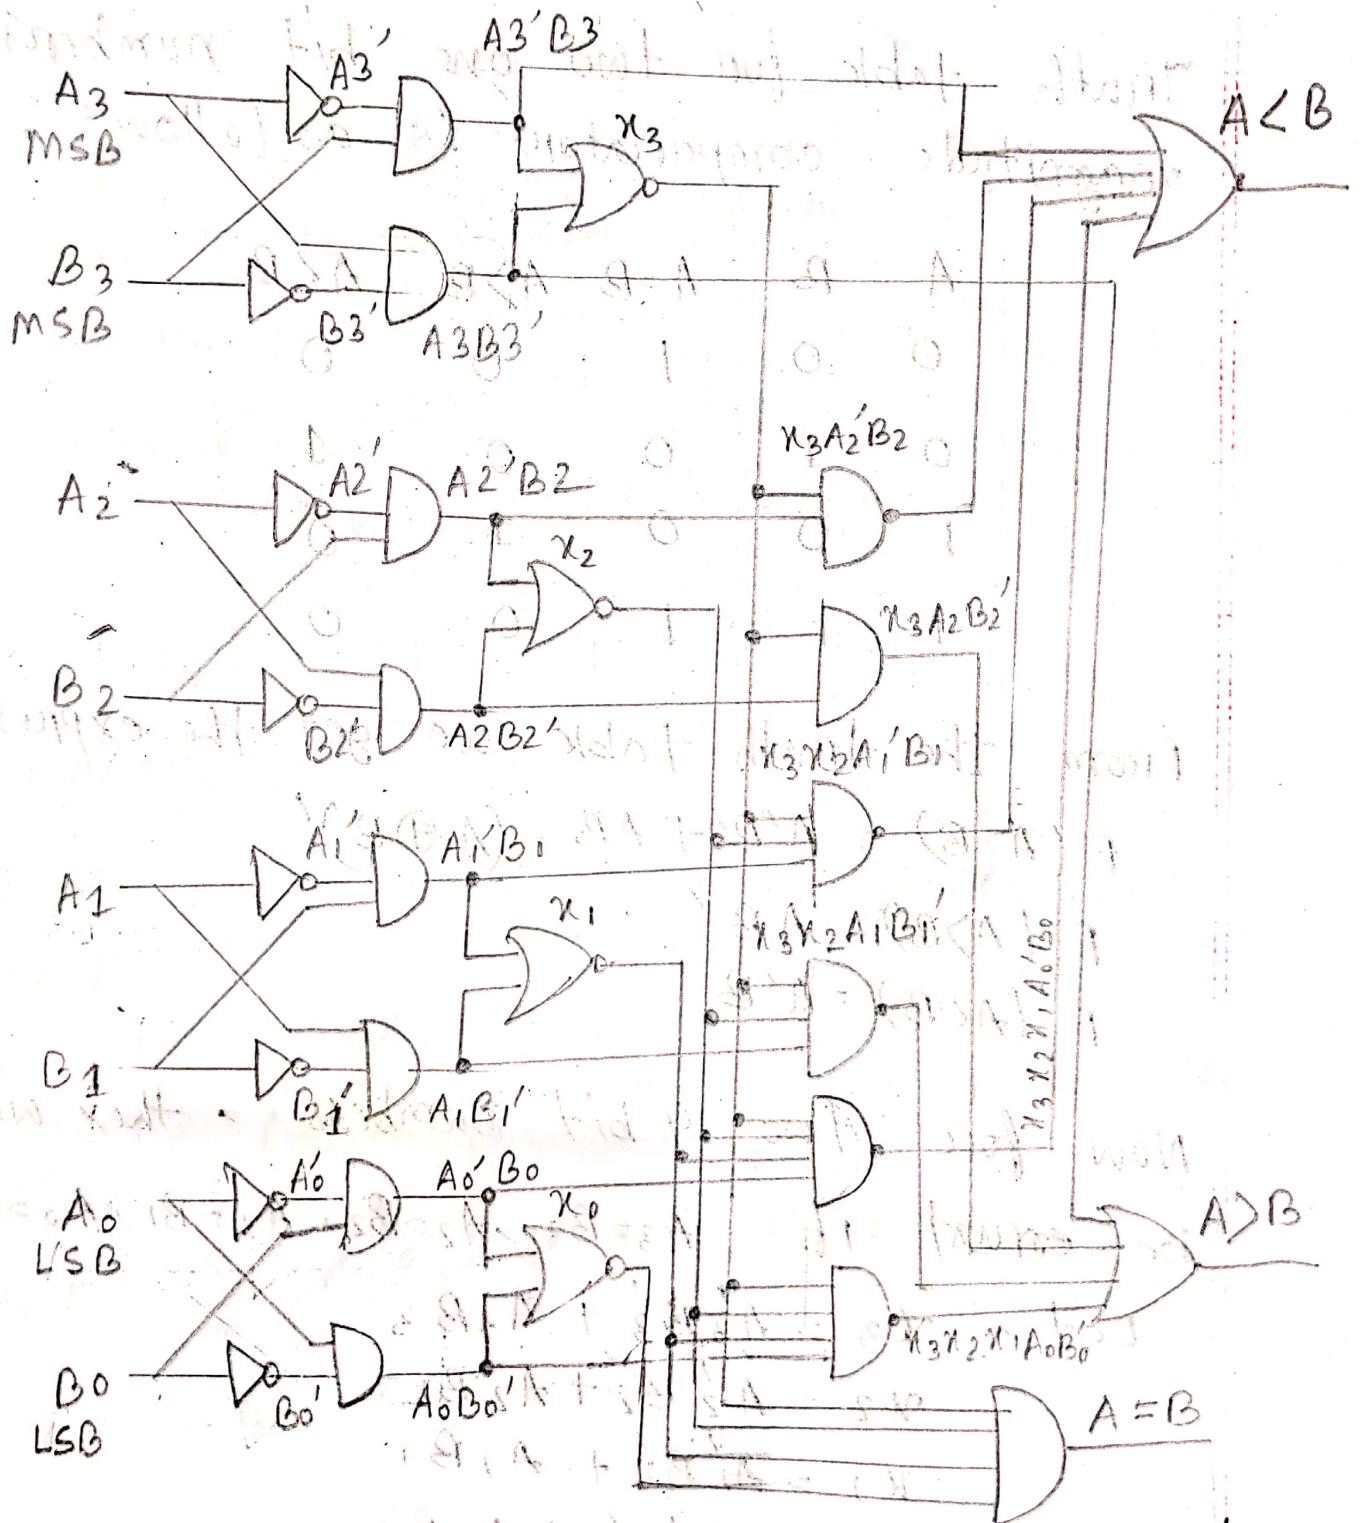 A3'B3
A3'
A3
MSB
A<B
x3
B3
MSB
B3'
A3B3'
x3A2'B2
A2
A2'
A2'B2
x2
x3A2B2'
B2
B2'
A2B2'
x3x2A1'B1
A1
A1'
A1'B1
x1
x3x2A1B1'
x3x2x1A0'B0
B1
B1'
A1B1'
A0
LSB
A0'
A0'B0
x0
A>B
x3x2x1A0B0'
B0
LSB
B0'
A0B0'
A=B